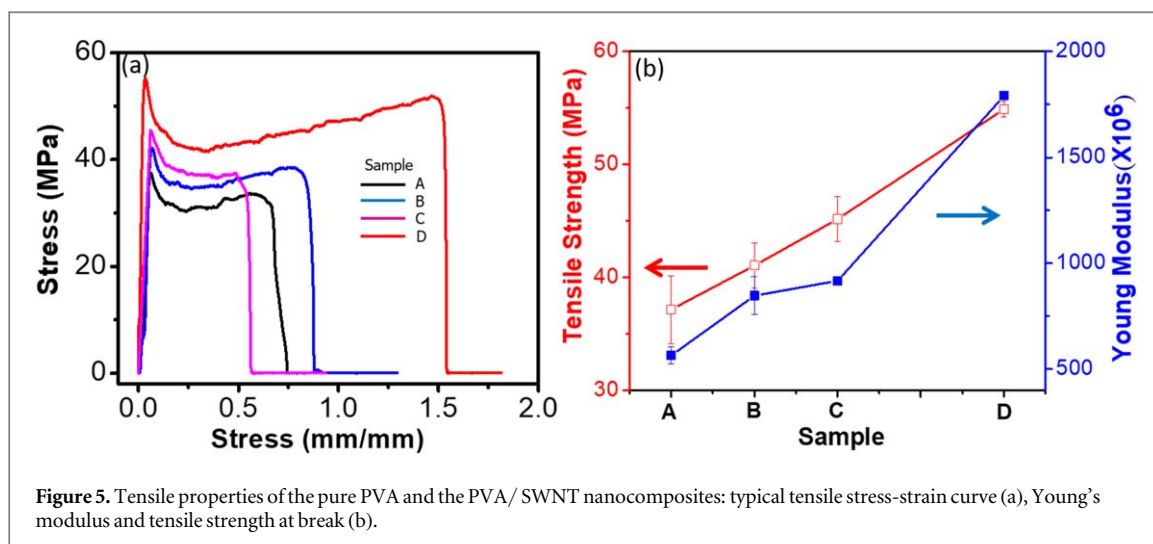 (a)
60
40
20
0
Stress (MPa)
0.0 0.5 1.0 1.5 2.0
Stress (mm/mm)
Sample
A
B
C
D
(b)
60
50
40
30
Tensile Strength (MPa)
2000
1500
1000
500
Young Modulus(X10⁶)
A B C D
Sample
Figure 5. Tensile properties of the pure PVA and the PVA/ SWNT nanocomposites: typical tensile stress-strain curve (a), Young’s
modulus and tensile strength at break (b).